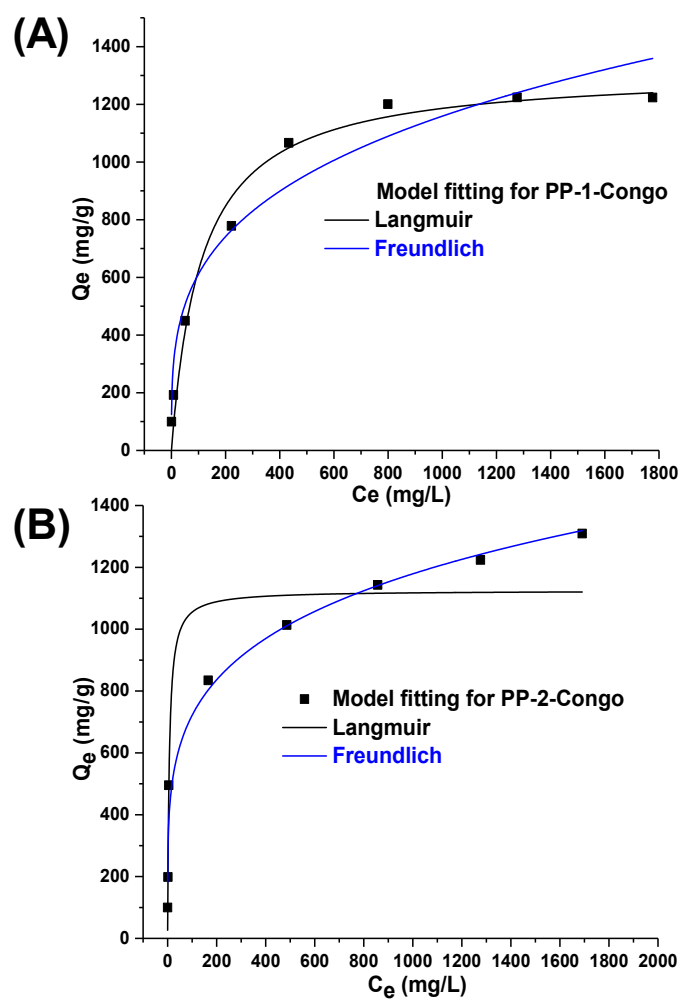 (A)
1400
1200
1000
800
600
400
200
0
Qe (mg/g)
Model fitting for PP-1-Congo
Langmuir
Freundlich
0 200 400 600 800 1000 1200 1400 1600 1800
Ce (mg/L)
(B)
1400
1200
1000
800
600
400
200
0
Qe (mg/g)
Model fitting for PP-2-Congo
Langmuir
Freundlich
0 200 400 600 800 1000 1200 1400 1600 1800 2000
Ce (mg/L)